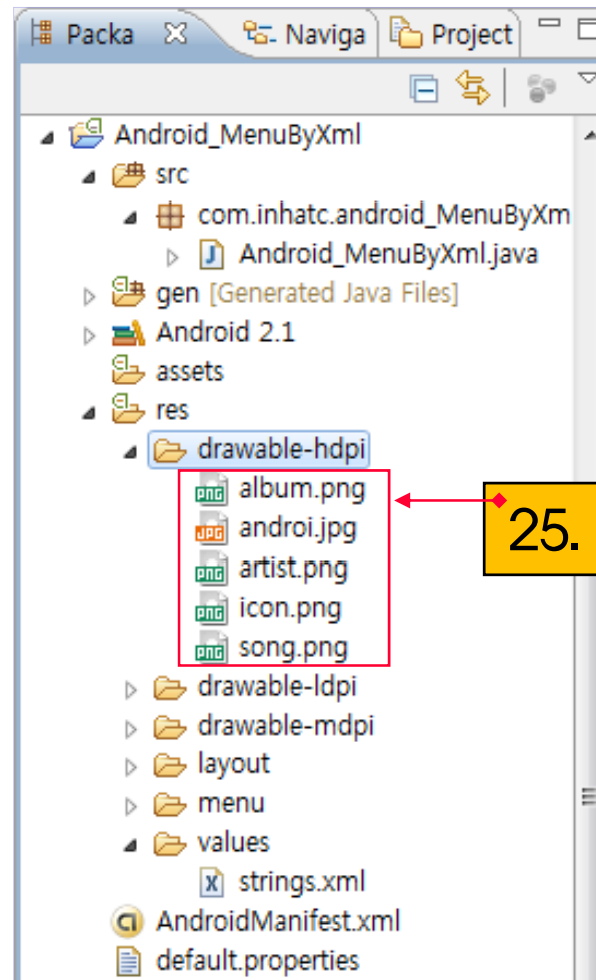 Packa Naviga Project
Android_MenuByXml
src
com.inhatc.android_MenuByXm
Android_MenuByXml.java
gen [Generated Java Files]
Android 2.1
assets
res
drawable-hdpi
album.png
androi.jpg
artist.png
icon.png
song.png
25.
drawable-ldpi
drawable-mdpi
layout
menu
values
strings.xml
AndroidManifest.xml
default.properties